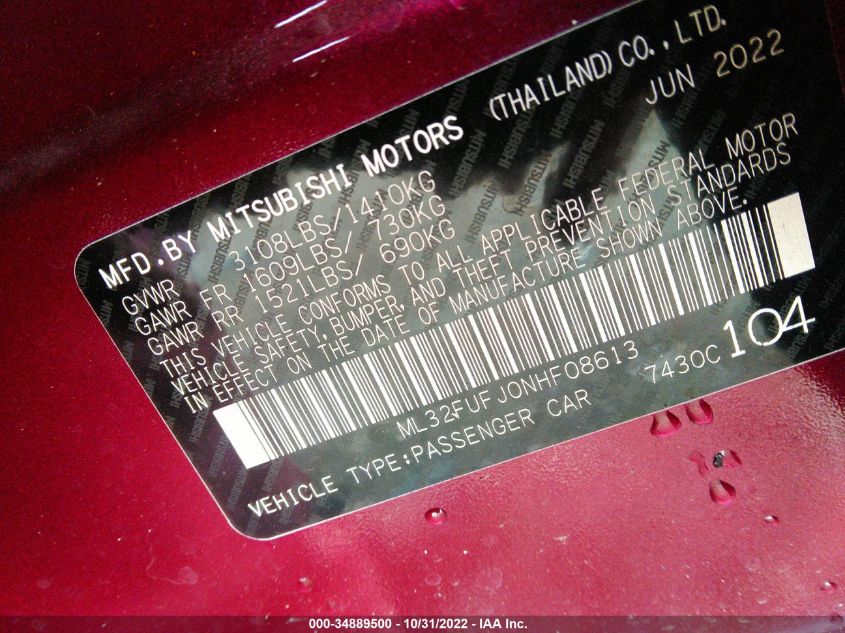 MFD.BY MITSUBISHI MOTORS (THAILAND)CO.,LTD.
GVWR 3108LBS/1410KG JUN 2022
GAWR FR 1609LBS/ 730KG
GAWR RR 1521LBS/ 690KG
THIS VEHICLE CONFORMS TO ALL APPLICABLE FEDERAL MOTOR
VEHICLE SAFETY, BUMPER, AND THEFT PREVENTION STANDARDS
IN EFFECT ON THE DATE OF MANUFACTURE SHOWN ABOVE.
ML32FUFJ0NHF08613 7430C 104
VEHICLE TYPE:PASSENGER CAR
000-34889500 - 10/31/2022 - IAA Inc.